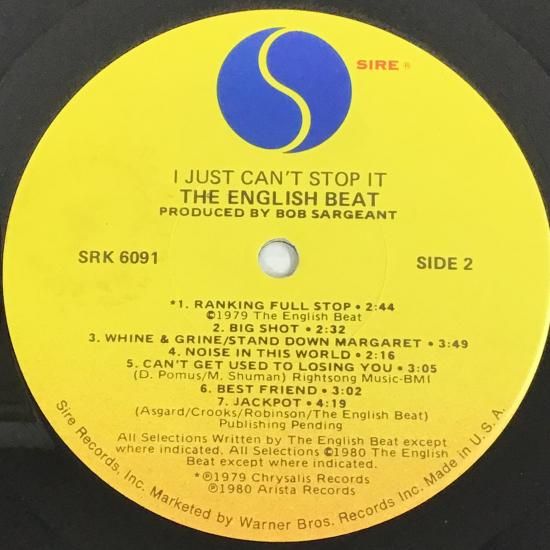 SIRE ®
I JUST CAN'T STOP IT
THE ENGLISH BEAT
PRODUCED BY BOB SARGEANT
SRK 6091
SIDE 2
*1. RANKING FULL STOP • 2:44
©1979 The English Beat
2. BIG SHOT • 2:32
3. WHINE & GRINE/STAND DOWN MARGARET • 3:49
4. NOISE IN THIS WORLD • 2:16
5. CAN'T GET USED TO LOSING YOU • 3:05
(D. Pomus/M. Shuman) Rightsong Music-BMI
6. BEST FRIEND • 3:02
7. JACKPOT • 4:19
(Asgard/Crooks/Robinson/The English Beat)
Publishing Pending
All Selections Written by The English Beat except
where indicated. All Selections ©1980 The English
Beat except where indicated.
*℗1979 Chrysalis Records
℗1980 Arista Records
Sire Records, Inc. Marketed by Warner Bros. Records Inc. Made in U.S.A.